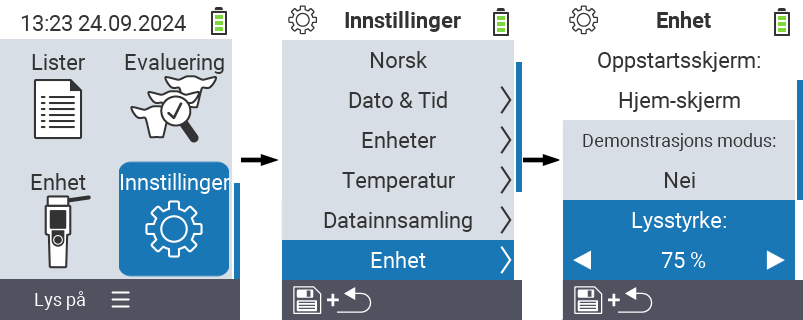 13:23 24.09.2024
Lister
Evaluering
Enhet
Innstillinger
Lys på
Innstillinger
Norsk
Dato & Tid
Enheter
Temperatur
Datainnsamling
Enhet
+
Enhet
Oppstartsskjerm:
Hjem-skjerm
Demonstrasjons modus:
Nei
Lysstyrke:
75 %
+